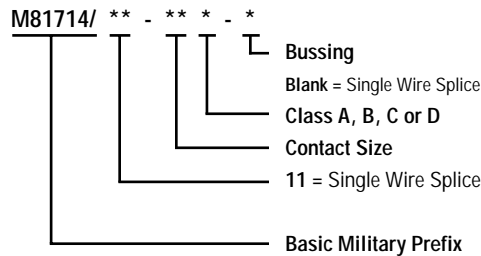 M81714/ ** - ** * - *
Bussing
Blank = Single Wire Splice
Class A, B, C or D
Contact Size
11 = Single Wire Splice
Basic Military Prefix